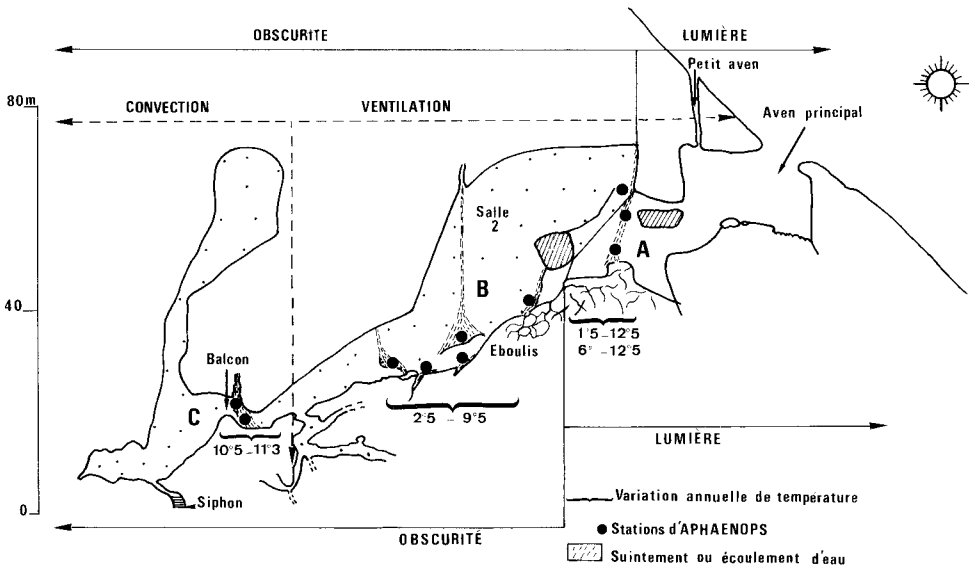 OBSCURITE
LUMIÈRE
Petit aven
80m
CONVECTION
VENTILATION
Aven principal
Salle
2
A
B
40
1°5–12°5
6° –12°5
Eboulis
Balcon
C
2°5 – 9°5
10°5–11°3
LUMIÈRE
Siphon
Variation annuelle de température
0
Stations d'APHAENOPS
OBSCURITÉ
Suintement ou écoulement d'eau